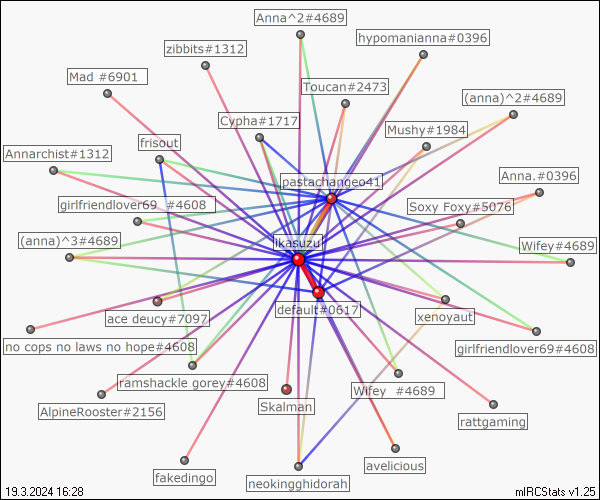 Anna^2#4689
hypomanianna#0396
zibbits#1312
Mad #6901
Toucan#2473
(anna)^2#4689
Cypha#1717
Mushy#1984
frisout
Annarchist#1312
pastachangeo41
Anna.#0396
girlfriendlover69_#4608
Soxy Foxy#5076
(anna)^3#4689
ikasuzu
Wifey#4689
default#0617
ace deucy#7097
xenoyaut
no cops no laws no hope#4608
girlfriendlover69#4608
ramshackle gorey#4608
Wifey  #4689
AlpineRooster#2156
Skalman
rattgaming
avelicious
fakedingo
neokingghidorah
19.3.2024 16:28
mIRCStats v1.25